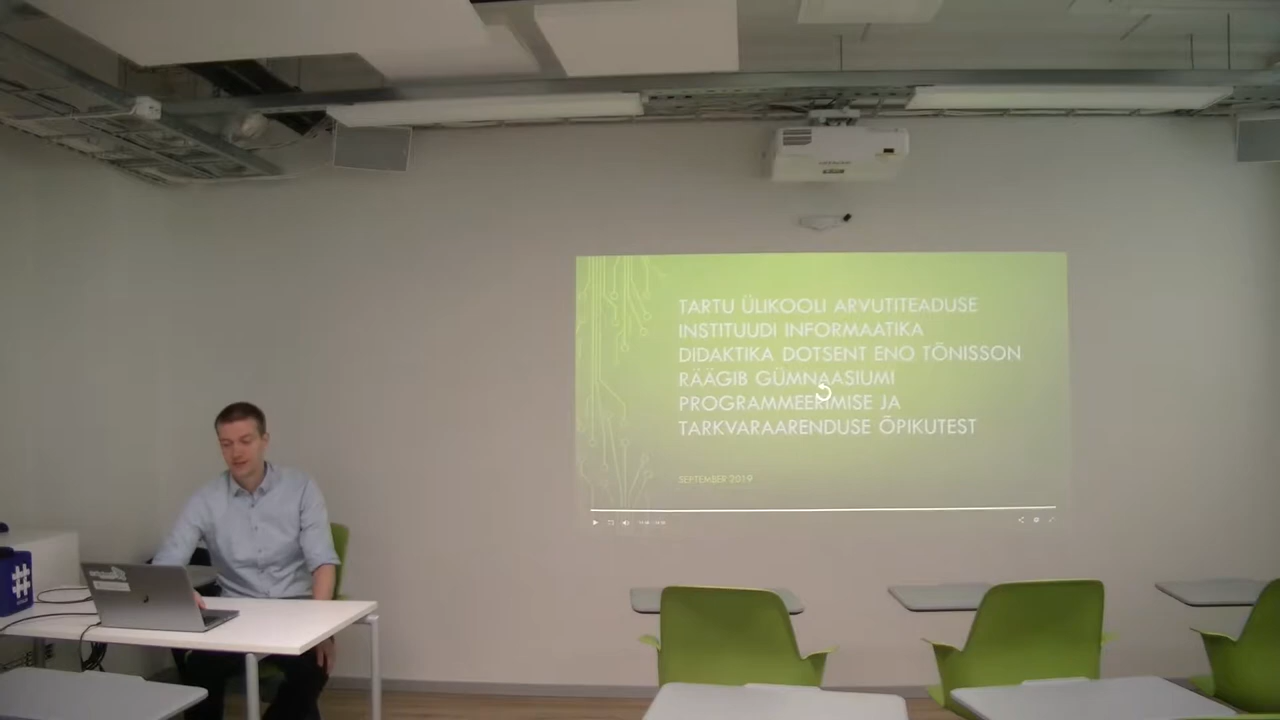 TARTU ÜLIKOOLI ARVUTITEADUSE
INSTITUUDI INFORMAATIKA
DIDAKTIKA DOTSENT ENO TÕNISSON
RÄÄGIB GÜMNAASIUMI
PROGRAMMEERIMISE JA
TARKVARAARENDUSE ÕPIKUTEST
SEPTEMBER 2019
#